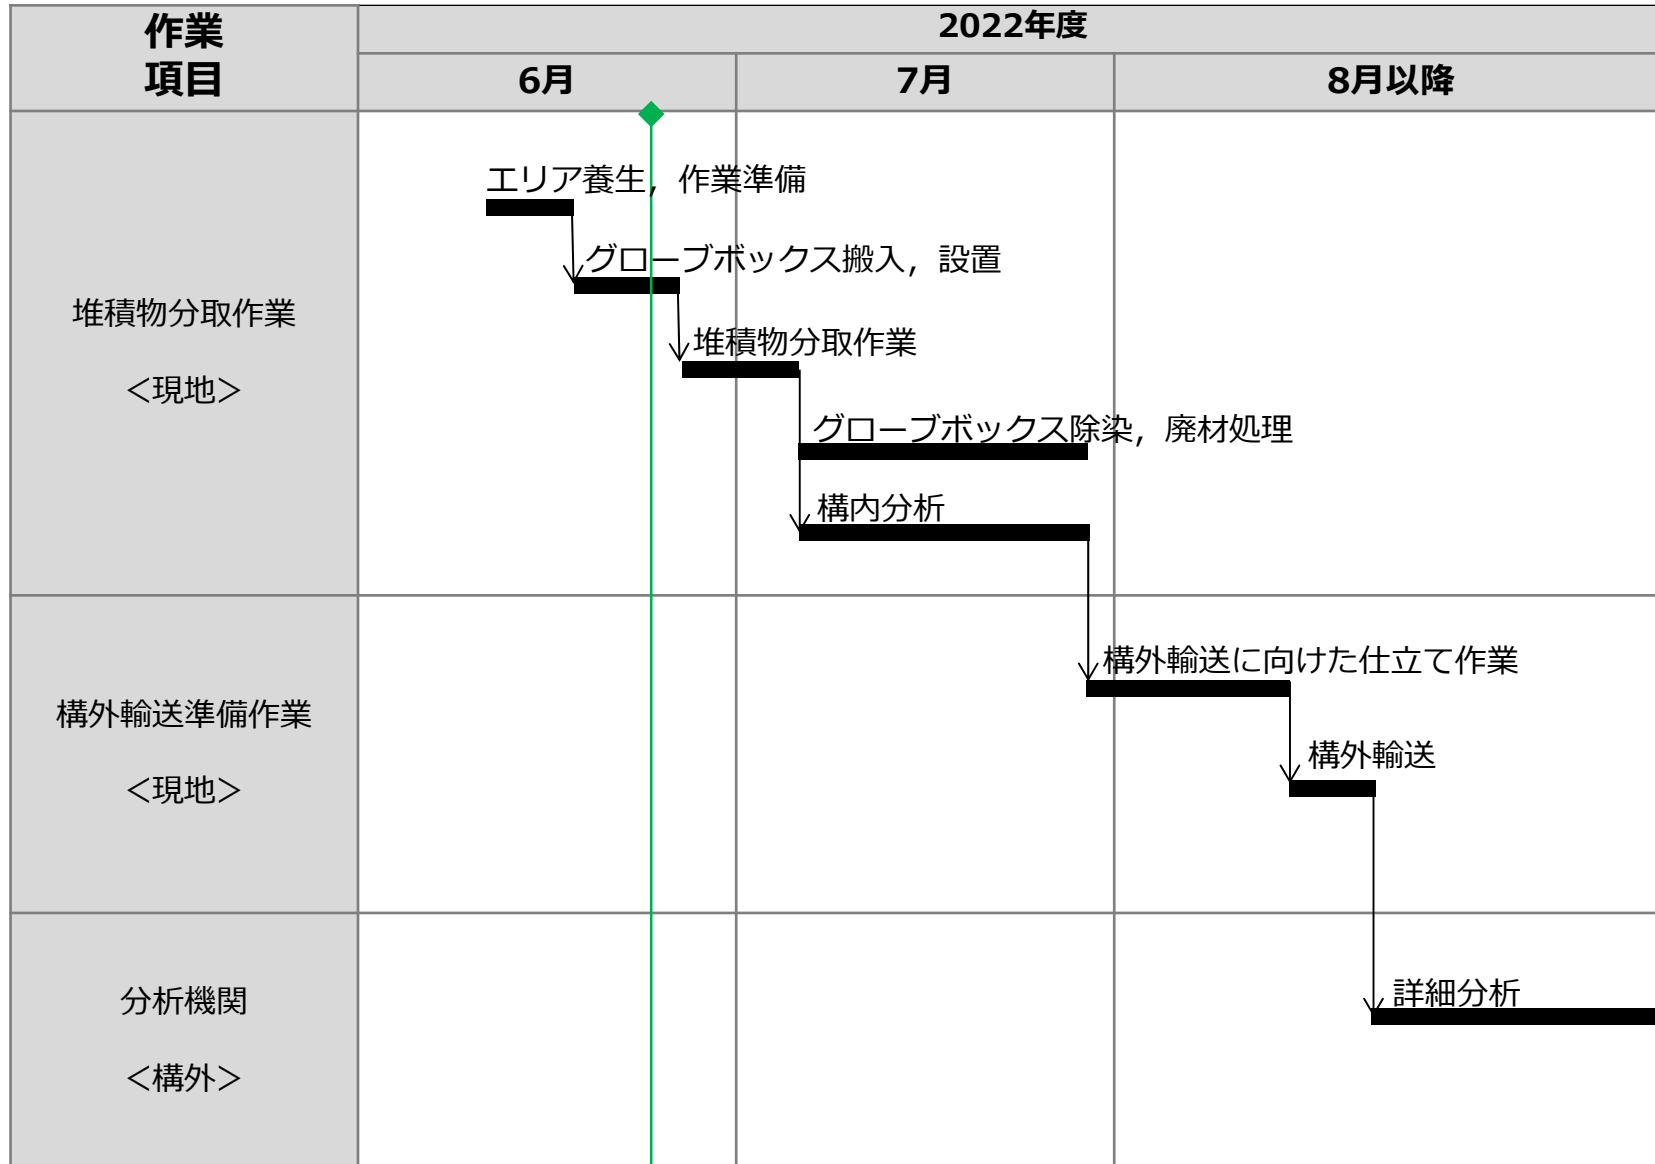 作業
項目
2022年度
6月
7月
8月以降
堆積物分取作業
<現地>
エリア養生，作業準備
グローブボックス搬入，設置
堆積物分取作業
グローブボックス除染，廃材処理
構内分析
構外輸送準備作業
<現地>
構外輸送に向けた仕立て作業
構外輸送
分析機関
<構外>
詳細分析